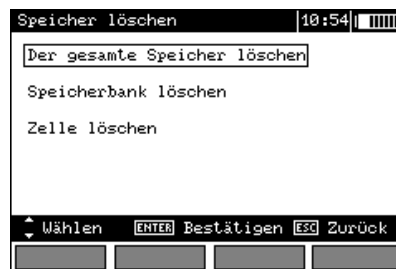 Speicher löschen 10:54
Der gesamte Speicher löschen
Speicherbank löschen
Zelle löschen
Wählen ENTER Bestätigen ESC Zurück